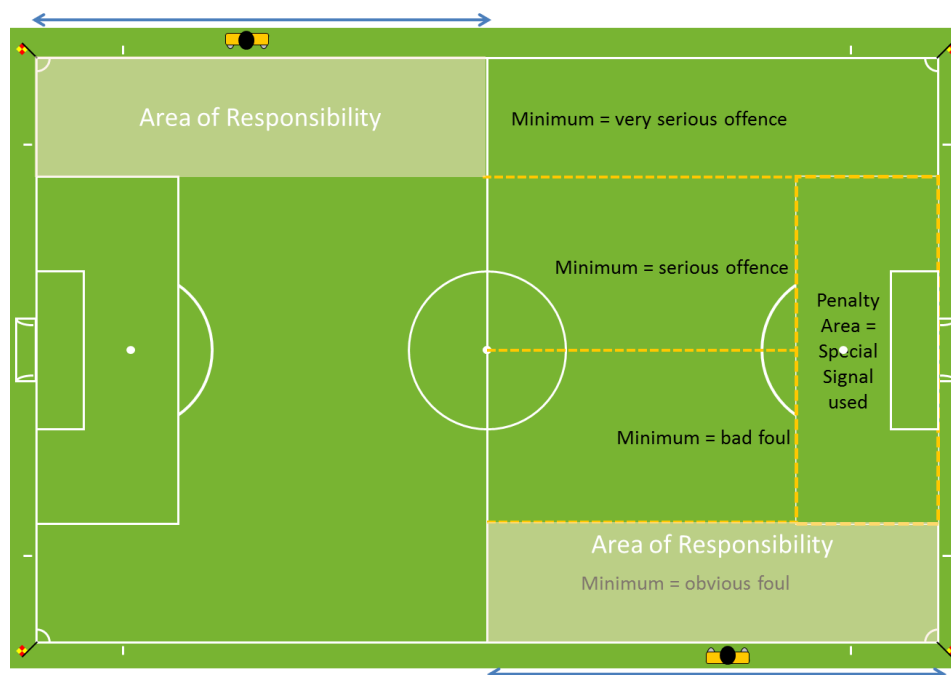 Area of Responsibility
Minimum = very serious offence
Minimum = serious offence
Penalty
Area =
Special
Signal
used
Minimum = bad foul
Area of Responsibility
Minimum = obvious foul